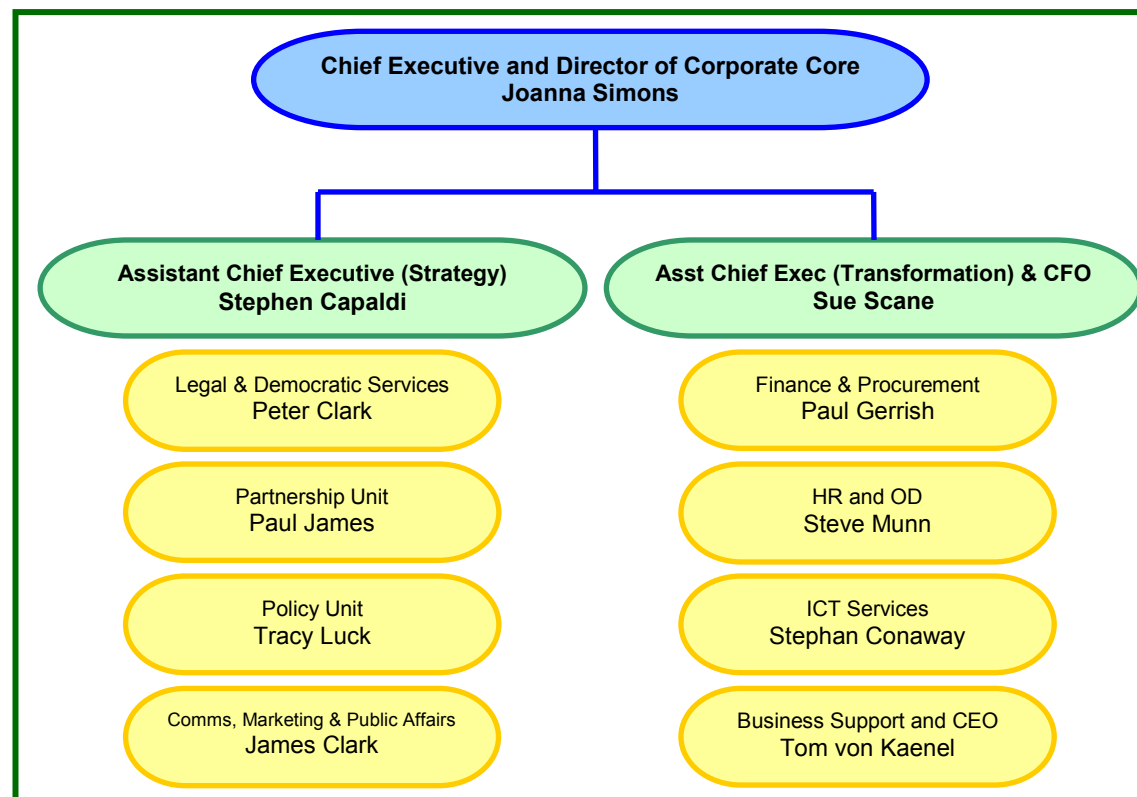 Chief Executive and Director of Corporate Core
Joanna Simons
Assistant Chief Executive (Strategy)
Stephen Capaldi
Asst Chief Exec (Transformation) & CFO
Sue Scane
Legal & Democratic Services
Peter Clark
Finance & Procurement
Paul Gerrish
Partnership Unit
Paul James
HR and OD
Steve Munn
Policy Unit
Tracy Luck
ICT Services
Stephan Conaway
Comms, Marketing & Public Affairs
James Clark
Business Support and CEO
Tom von Kaenel